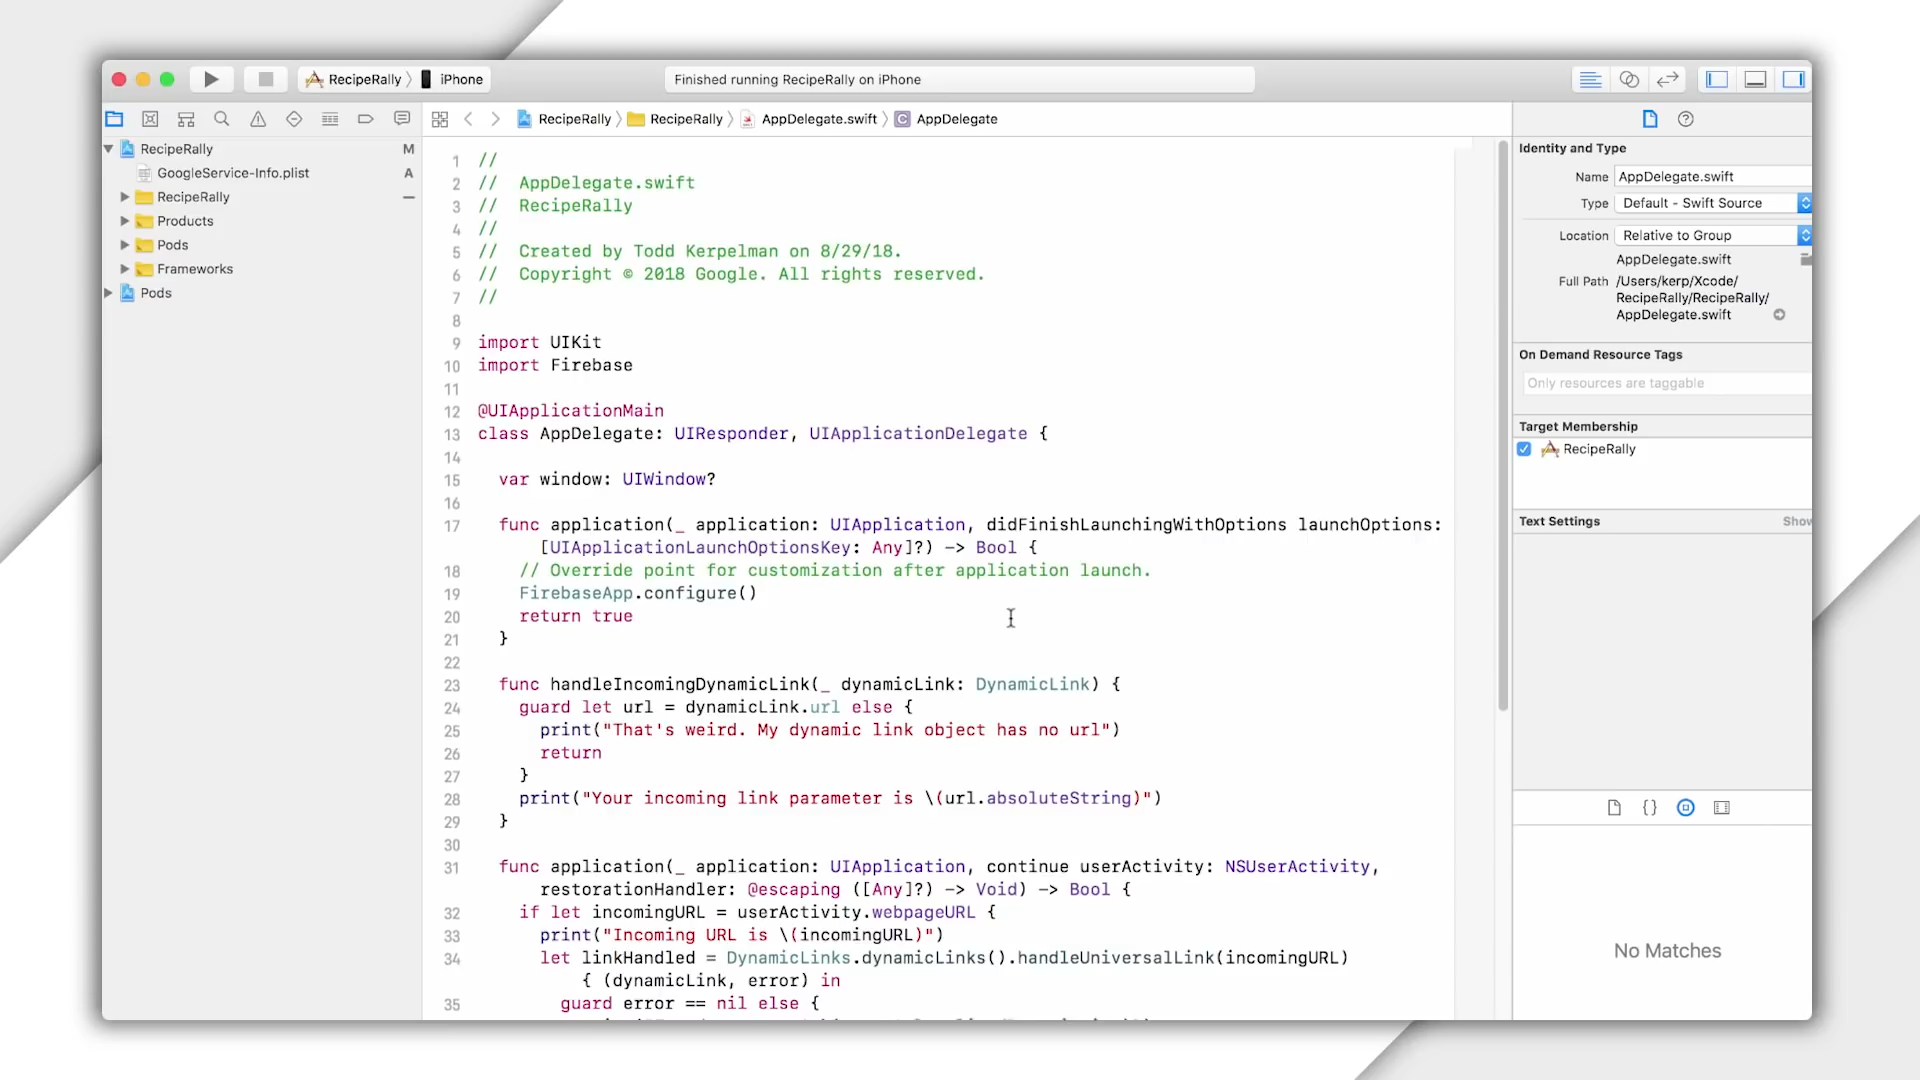 RecipeRally
iPhone
Finished running RecipeRally on iPhone
RecipeRally
RecipeRally
AppDelegate.swift
C
AppDelegate
RecipeRally
M
GoogleService-Info.plist
A
RecipeRally
Products
Pods
Frameworks
Pods
1 //
2 // AppDelegate.swift
3 // RecipeRally
4 //
5 // Created by Todd Kerpelman on 8/29/18.
6 // Copyright © 2018 Google. All rights reserved.
7 //
8
9 import UIKit
10 import Firebase
11
12 @UIApplicationMain
13 class AppDelegate: UIResponder, UIApplicationDelegate {
14
15 var window: UIWindow?
16
17 func application(_ application: UIApplication, didFinishLaunchingWithOptions launchOptions:
[UIApplicationLaunchOptionsKey: Any]?) -> Bool {
18 // Override point for customization after application launch.
19 FirebaseApp.configure()
20 return true
21 }
22
23 func handleIncomingDynamicLink(_ dynamicLink: DynamicLink) {
24 guard let url = dynamicLink.url else {
25 print("That's weird. My dynamic link object has no url")
26 return
27 }
28 print("Your incoming link parameter is \(url.absoluteString)")
29 }
30
31 func application(_ application: UIApplication, continue userActivity: NSUserActivity,
restorationHandler: @escaping ([Any]?) -> Void) -> Bool {
32 if let incomingURL = userActivity.webpageURL {
33 print("Incoming URL is \(incomingURL)")
34 let linkHandled = DynamicLinks.dynamicLinks().handleUniversalLink(incomingURL)
{ (dynamicLink, error) in
35 guard error == nil else {
Identity and Type
Name AppDelegate.swift
Type Default - Swift Source
Location Relative to Group
AppDelegate.swift
Full Path /Users/kerp/Xcode/
RecipeRally/RecipeRally/
AppDelegate.swift
On Demand Resource Tags
Only resources are taggable
Target Membership
RecipeRally
Text Settings
Show
{}
No Matches